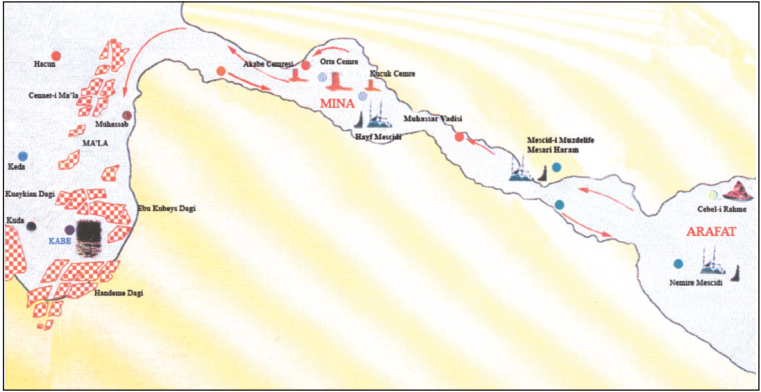 Hacun
Cennet-i Ma'la
Muhassab
MA'LA
Keda
Kuaykian Dagi
Ebu Kubeys Dagi
Kuda
KABE
Handeme Dagi
Akabe Cemresi
Orta Cemre
Kucuk Cemre
MINA
Hayf Mescidi
Muhassar Vadisi
Mescid-i Muzdelife
Mesari Haram
Cebel-i Rahme
ARAFAT
Nemire Mescidi